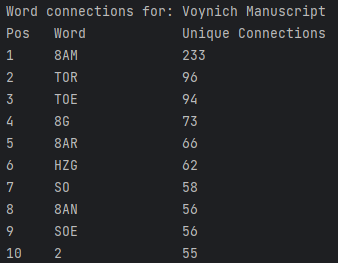 Word connections for: Voynich Manuscript
Pos Word Unique Connections
1 8AM 233
2 TOR 96
3 TOE 94
4 8G 73
5 8AR 66
6 HZG 62
7 SO 58
8 8AN 56
9 SOE 56
10 2 55